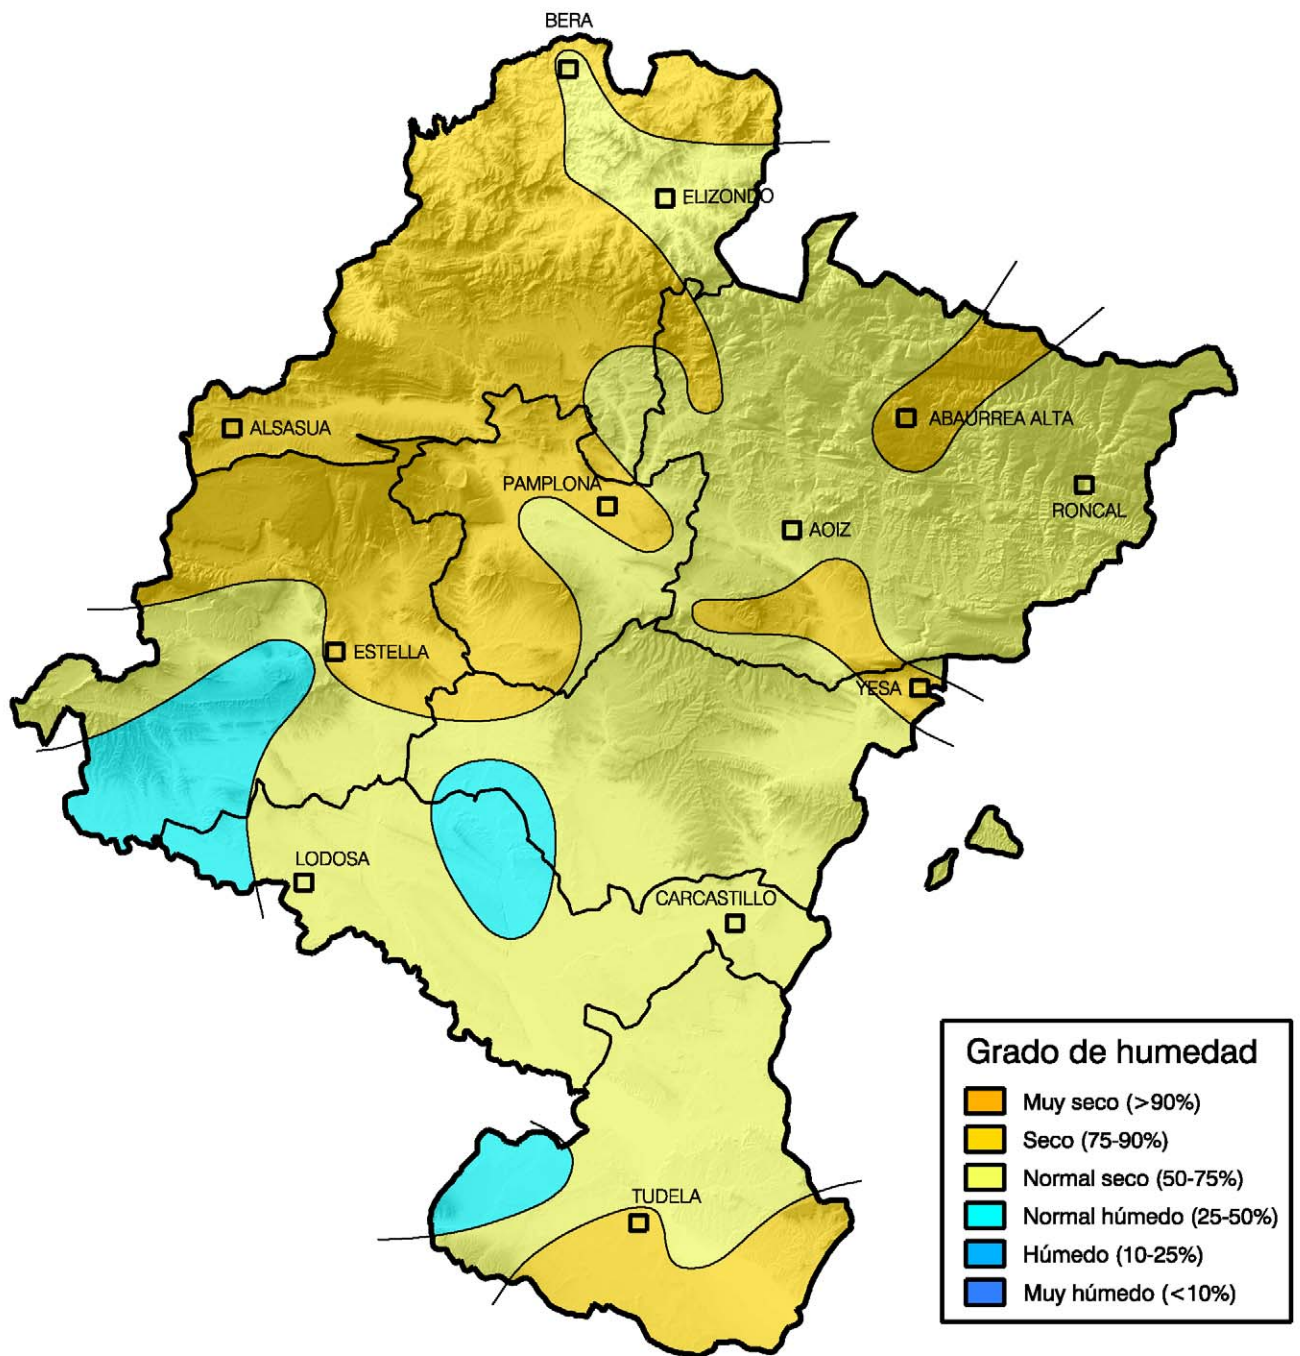 BERA
ELIZONDO
ABAURREA ALTA
ALSASUA
PAMPLONA
RONCAL
AOIZ
ESTELLA
YESA
LODOSA
CARCASTILLO
TUDELA
Grado de humedad
Muy seco (>90%)
Seco (75-90%)
Normal seco (50-75%)
Normal húmedo (25-50%)
Húmedo (10-25%)
Muy húmedo (<10%)